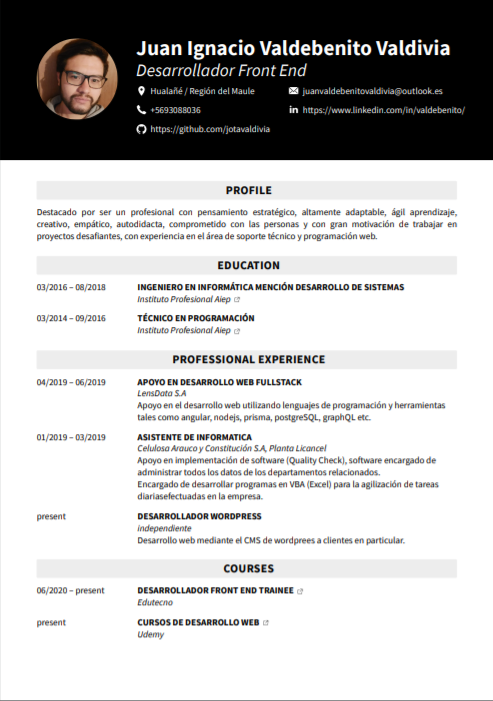 Juan Ignacio Valdebenito Valdivia
Desarrollador Front End
Hualañé / Región del Maule
juanvaldebenitovaldivia@outlook.es
+5693088036
https://www.linkedin.com/in/valdebenito/
https://github.com/jotavaldivia
PROFILE
Destacado por ser un profesional con pensamiento estratégico, altamente adaptable, ágil aprendizaje,
creativo, empático, autodidacta, comprometido con las personas y con gran motivación de trabajar en
proyectos desafiantes, con experiencia en el área de soporte técnico y programación web.
EDUCATION
03/2016 – 08/2018
INGENIERO EN INFORMÁTICA MENCIÓN DESARROLLO DE SISTEMAS
Instituto Profesional Aiep
03/2014 – 09/2016
TÉCNICO EN PROGRAMACIÓN
Instituto Profesional Aiep
PROFESSIONAL EXPERIENCE
04/2019 – 06/2019
APOYO EN DESARROLLO WEB FULLSTACK
LensData S.A
Apoyo en el desarrollo web utilizando lenguajes de programación y herramientas
tales como angular, nodejs, prisma, postgreSQL, graphQL etc.
01/2019 – 03/2019
ASISTENTE DE INFORMATICA
Celulosa Arauco y Constitución S.A, Planta Licancel
Apoyo en implementación de software (Quality Check), software encargado de
administrar todos los datos de los departamentos relacionados.
Encargado de desarrollar programas en VBA (Excel) para la agilización de tareas
diariasefectuadas en la empresa.
present
DESARROLLADOR WORDPRESS
independiente
Desarrollo web mediante el CMS de wordprees a clientes en particular.
COURSES
06/2020 – present
DESARROLLADOR FRONT END TRAINEE
Edutecno
present
CURSOS DE DESARROLLO WEB
Udemy